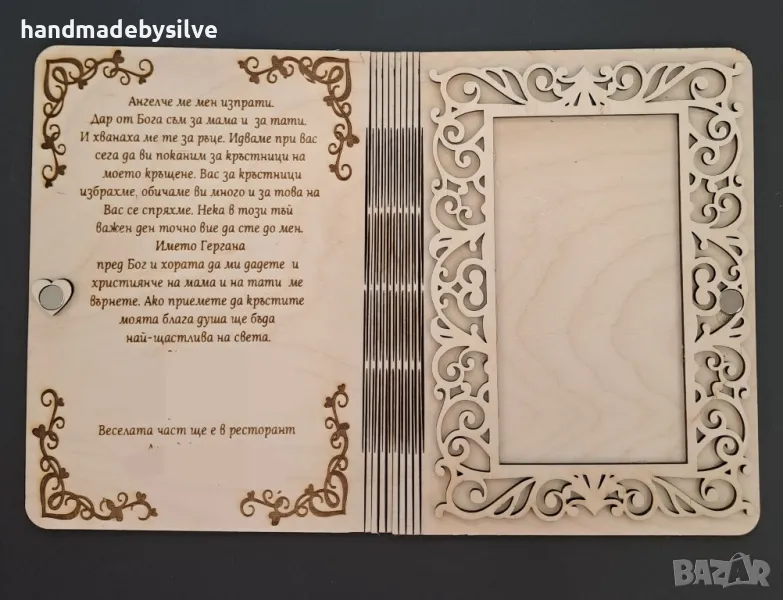 handmadebysilve
Ангелче ме мен изпрати.
Дар от Бога съм за мама и за тати.
И хванаха ме те за ръце. Идваме при вас
сега да ви поканим за кръстници на
моето кръщене. Вас за кръстници
избрахме, обичаме ви много и за това на
Вас се спряхме. Нека в този тъй
важен ден точно вие да сте до мен.
Името Гергана
пред Бог и хората да ми дадете и
християнче на мама и на тати ме
върнете. Ако приемете да кръстите
моята блага душа ще бъда
най-щастлива на света.
Веселата част ще е в ресторант
BAZAR